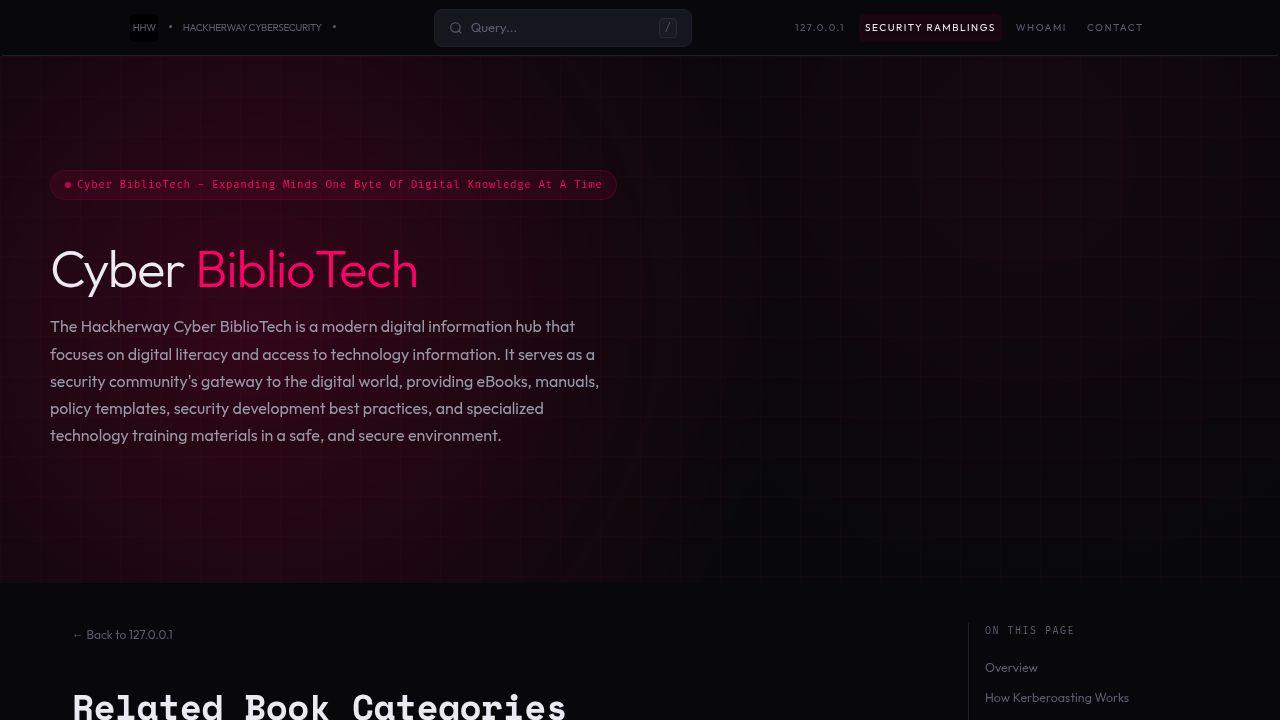 HHW • HACKHERWAY CYBERSECURITY •
Query...
/
127.0.0.1
SECURITY RAMBLINGS
WHOAMI
CONTACT
Cyber BiblioTech – Expanding Minds One Byte Of Digital Knowledge At A Time
Cyber BiblioTech
The Hackherway Cyber BiblioTech is a modern digital information hub that
focuses on digital literacy and access to technology information. It serves as a
security community's gateway to the digital world, providing eBooks, manuals,
policy templates, security development best practices, and specialized
technology training materials in a safe, and secure environment.
← Back to 127.0.0.1
ON THIS PAGE
Overview
How Kerberoasting Works
Related Book Categories